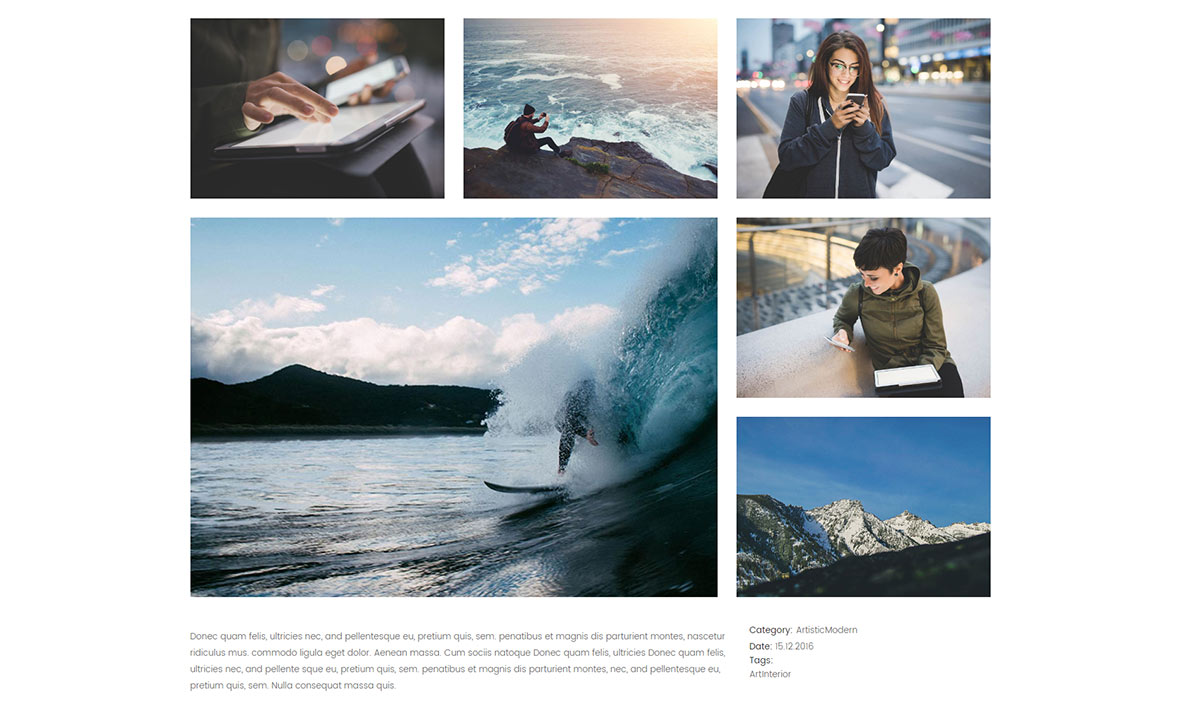 Donec quam felis, ultricies nec, and pellentesque eu, pretium quis, sem. penatibus et magnis dis parturient montes, nascetur
ridiculus mus. commodo ligula eget dolor. Aenean massa. Cum sociis natoque Donec quam felis, ultricies Donec quam felis,
ultricies nec, and pellente sque eu, pretium quis, sem. penatibus et magnis dis parturient montes, nec, and pellentesque eu,
pretium quis, sem. Nulla consequat massa quis.
Category: ArtisticModern
Date: 15.12.2016
Tags:
ArtInterior